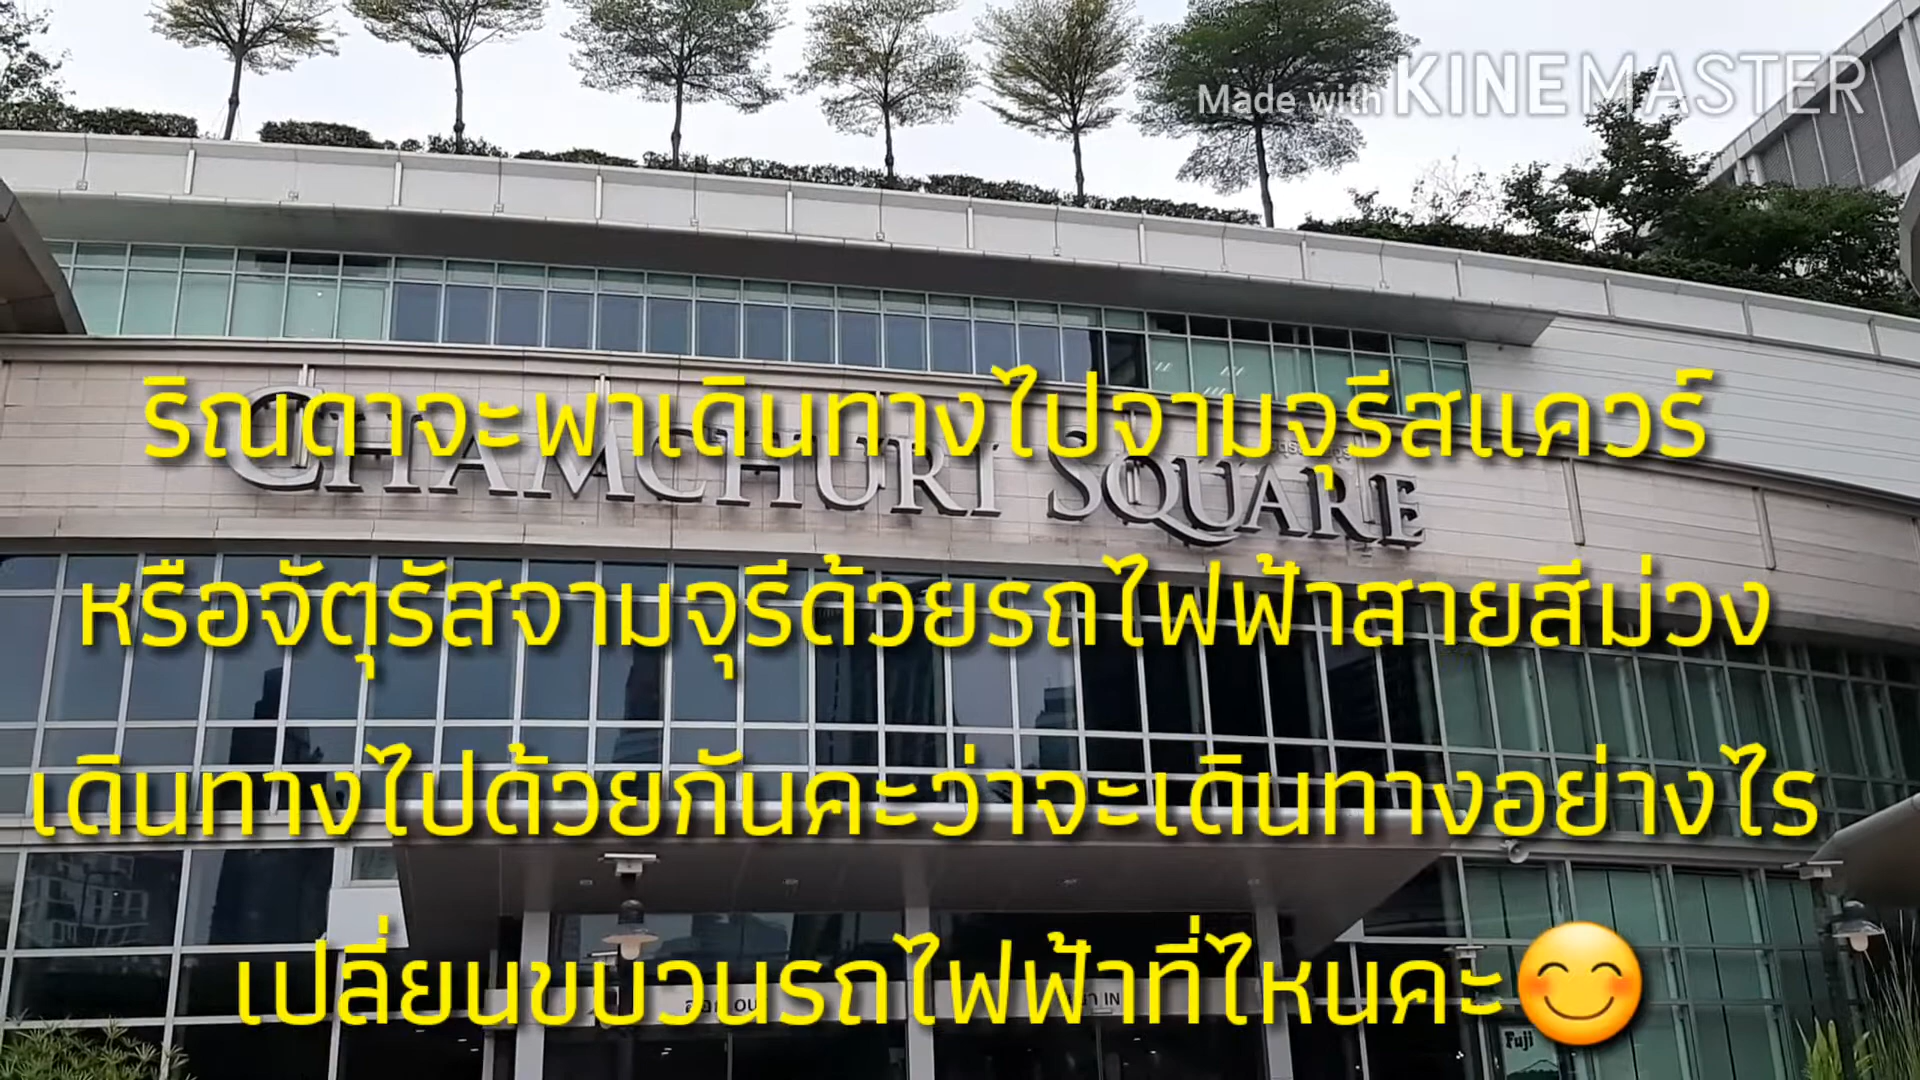 Made with KINEMASTER
ริณดาจะพาเดินทางไปจามจุรีสแควร์
CHAMCHURI SQUARE
หรือจัตุรัสจามจุรีด้วยรถไฟฟ้าสายสีม่วง
เดินทางไปด้วยกันคะว่าจะเดินทางอย่างไร
เปลี่ยนขบวนรถไฟฟ้าที่ไหนคะ😊
IN
Fuji